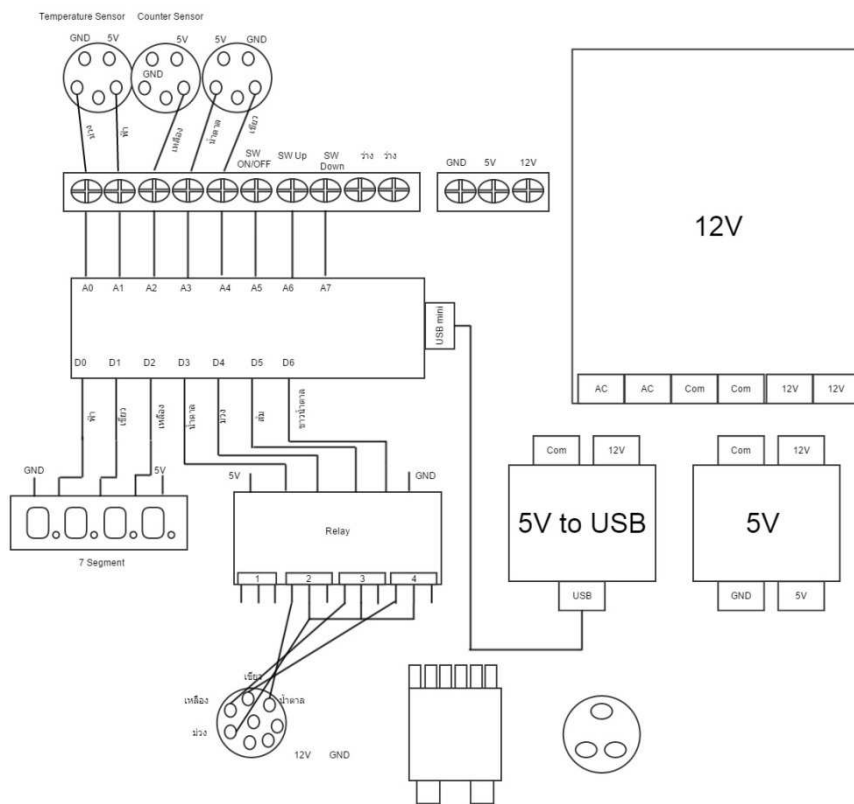 Temperature Sensor Counter Sensor
GND 5V 5V 5V GND
GND
แดง ฟ้า เหลือง น้ำตาล เขียว
SW ON/OFF
SW Up
SW Down
ว่าง ว่าง
GND 5V 12V
12V
A0 A1 A2 A3 A4 A5 A6 A7
USB mini
D0 D1 D2 D3 D4 D5 D6
ฟ้า เขียว เหลือง น้ำตาล ม่วง ส้ม ขาวน้ำตาล
AC AC Com Com 12V 12V
Com 12V Com 12V
GND 5V 5V GND
5V to USB 5V
Relay
7 Segment
1 2 3 4
USB GND 5V
เขียว
เหลือง น้ำตาล
ม่วง
12V GND